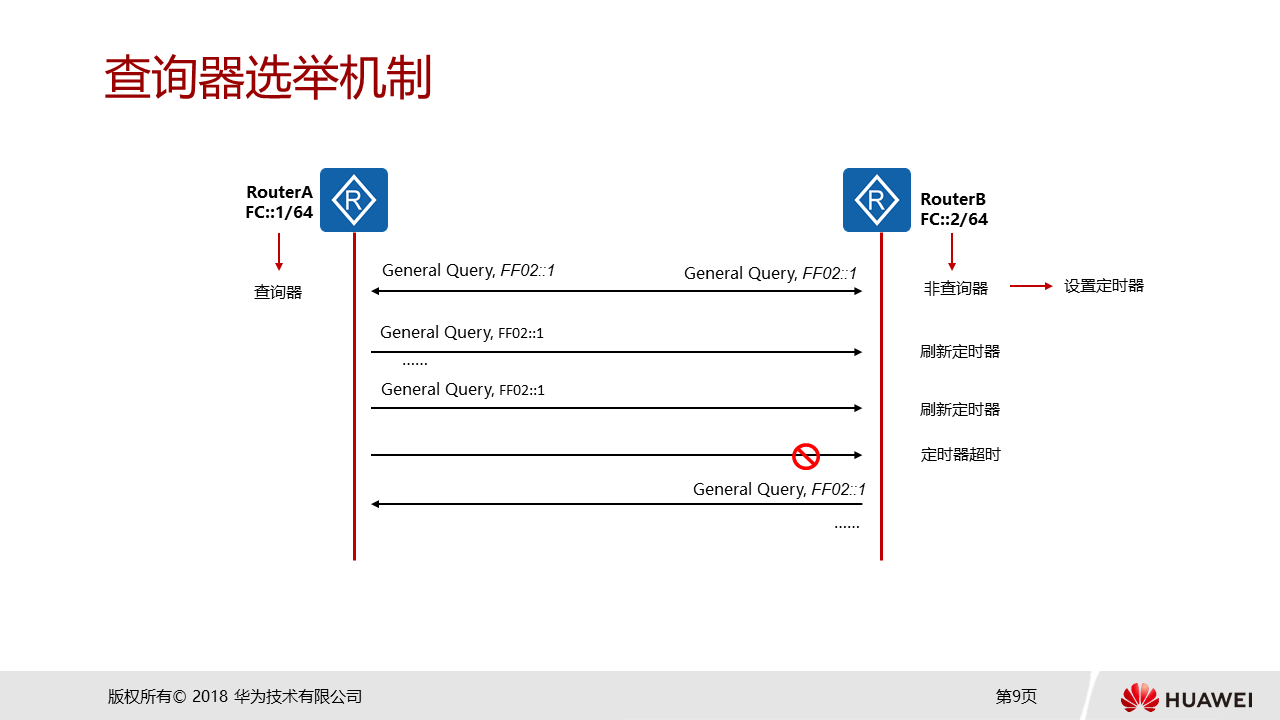 查询器选举机制
RouterA
FC::1/64
R
R
RouterB
FC::2/64
General Query, FF02::1
General Query, FF02::1
查询器
非查询器
设置定时器
General Query, FF02::1
......
刷新定时器
General Query, FF02::1
刷新定时器
定时器超时
General Query, FF02::1
......
版权所有© 2018 华为技术有限公司
第9页
HUAWEI